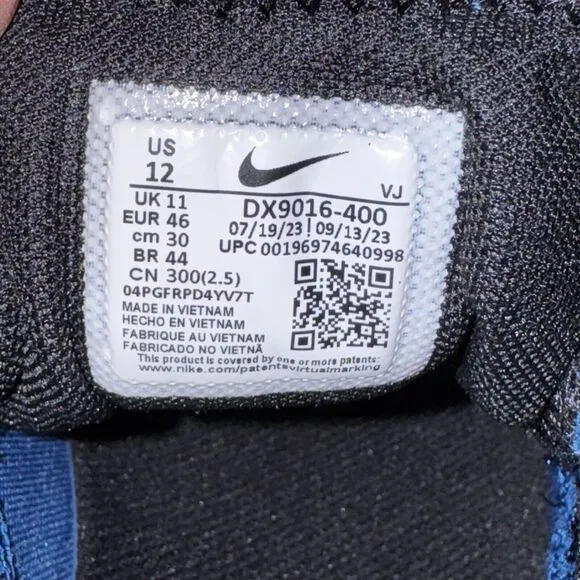 US
12
UK 11
EUR 46
cm 30
BR 44
CN 300(2.5)
04PGFRPD4YV7T
VJ
DX9016-400
07/19/23 | 09/13/23
UPC 00196974640998
MADE IN VIETNAM
HECHO EN VIETNAM
FABRIQUE AU VIETNAM
FABRICADO NO VIETNÃ
This product is covered by one or more patents:
www.nike.com/patentsvirtualmarking